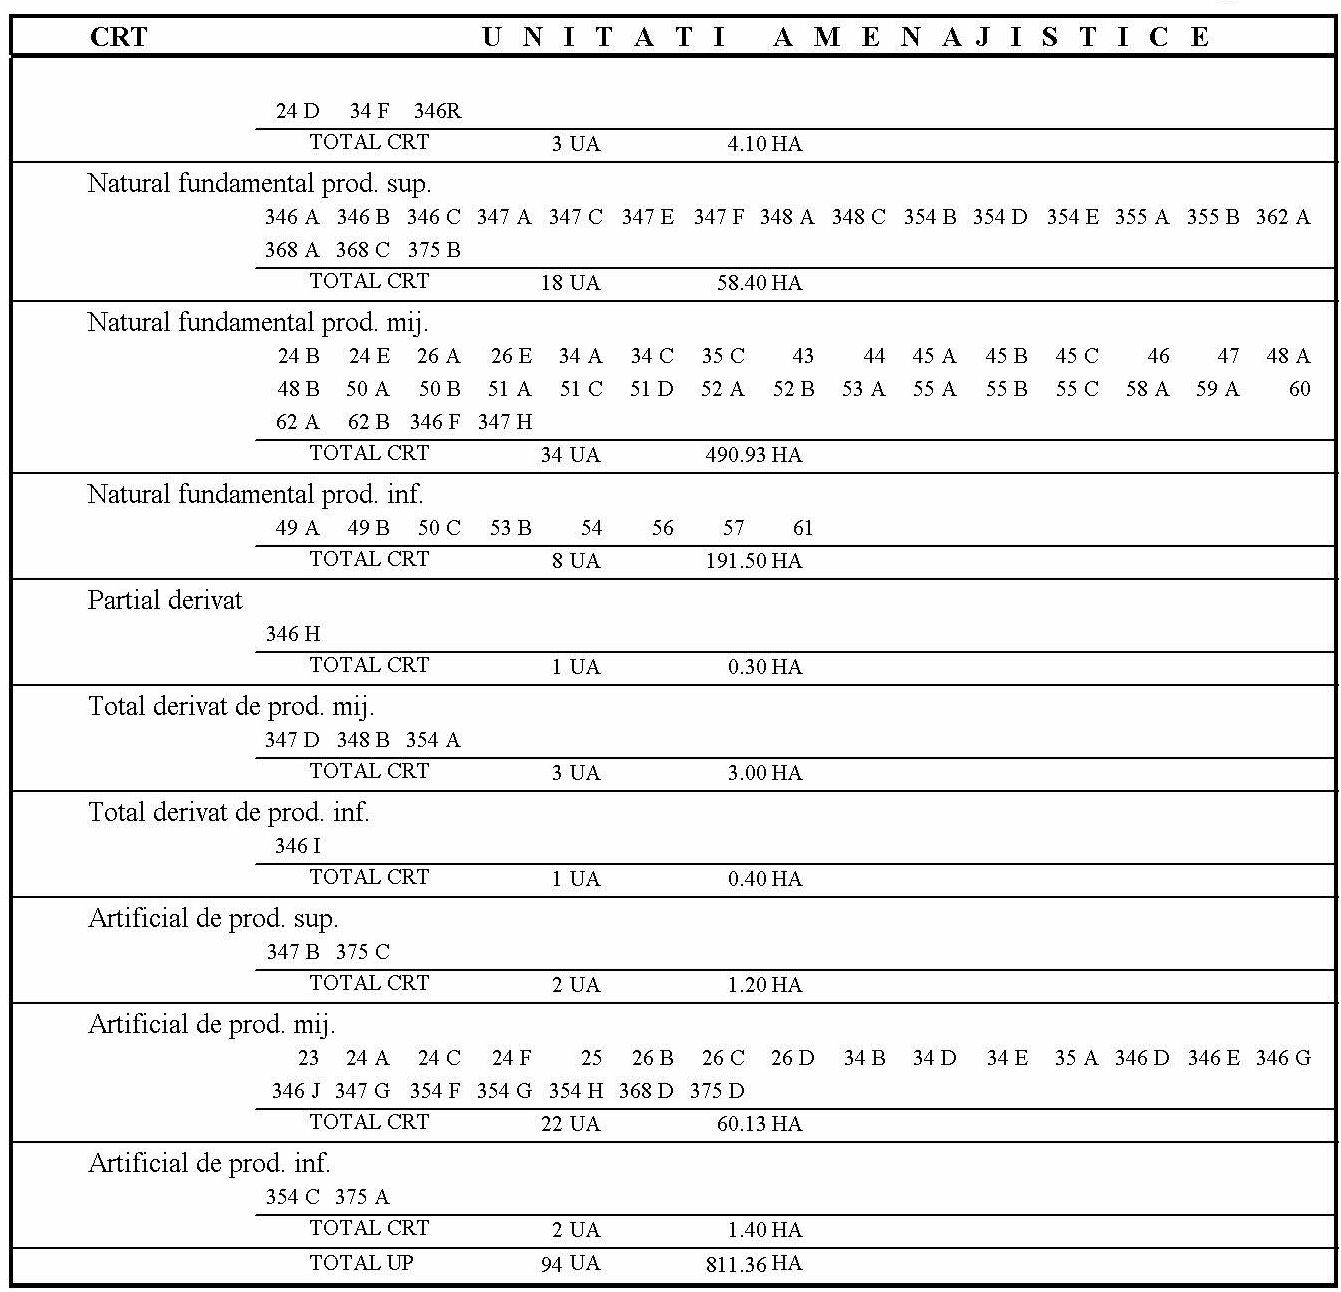 CRT U N I T A T I A M E N A J I S T I C E
24 D 34 F 346R
TOTAL CRT 3 UA 4.10 HA
Natural fundamental prod. sup.
346 A 346 B 346 C 347 A 347 C 347 E 347 F 348 A 348 C 354 B 354 D 354 E 355 A 355 B 362 A
368 A 368 C 375 B
TOTAL CRT 18 UA 58.40 HA
Natural fundamental prod. mij.
24 B 24 E 26 A 26 E 34 A 34 C 35 C 43 44 45 A 45 B 45 C 46 47 48 A
48 B 50 A 50 B 51 A 51 C 51 D 52 A 52 B 53 A 55 A 55 B 55 C 58 A 59 A 60
62 A 62 B 346 F 347 H
TOTAL CRT 34 UA 490.93 HA
Natural fundamental prod. inf.
49 A 49 B 50 C 53 B 54 56 57 61
TOTAL CRT 8 UA 191.50 HA
Partial derivat
346 H
TOTAL CRT 1 UA 0.30 HA
Total derivat de prod. mij.
347 D 348 B 354 A
TOTAL CRT 3 UA 3.00 HA
Total derivat de prod. inf.
346 I
TOTAL CRT 1 UA 0.40 HA
Artificial de prod. sup.
347 B 375 C
TOTAL CRT 2 UA 1.20 HA
Artificial de prod. mij.
23 24 A 24 C 24 F 25 26 B 26 C 26 D 34 B 34 D 34 E 35 A 346 D 346 E 346 G
346 J 347 G 354 F 354 G 354 H 368 D 375 D
TOTAL CRT 22 UA 60.13 HA
Artificial de prod. inf.
354 C 375 A
TOTAL CRT 2 UA 1.40 HA
TOTAL UP 94 UA 811.36 HA